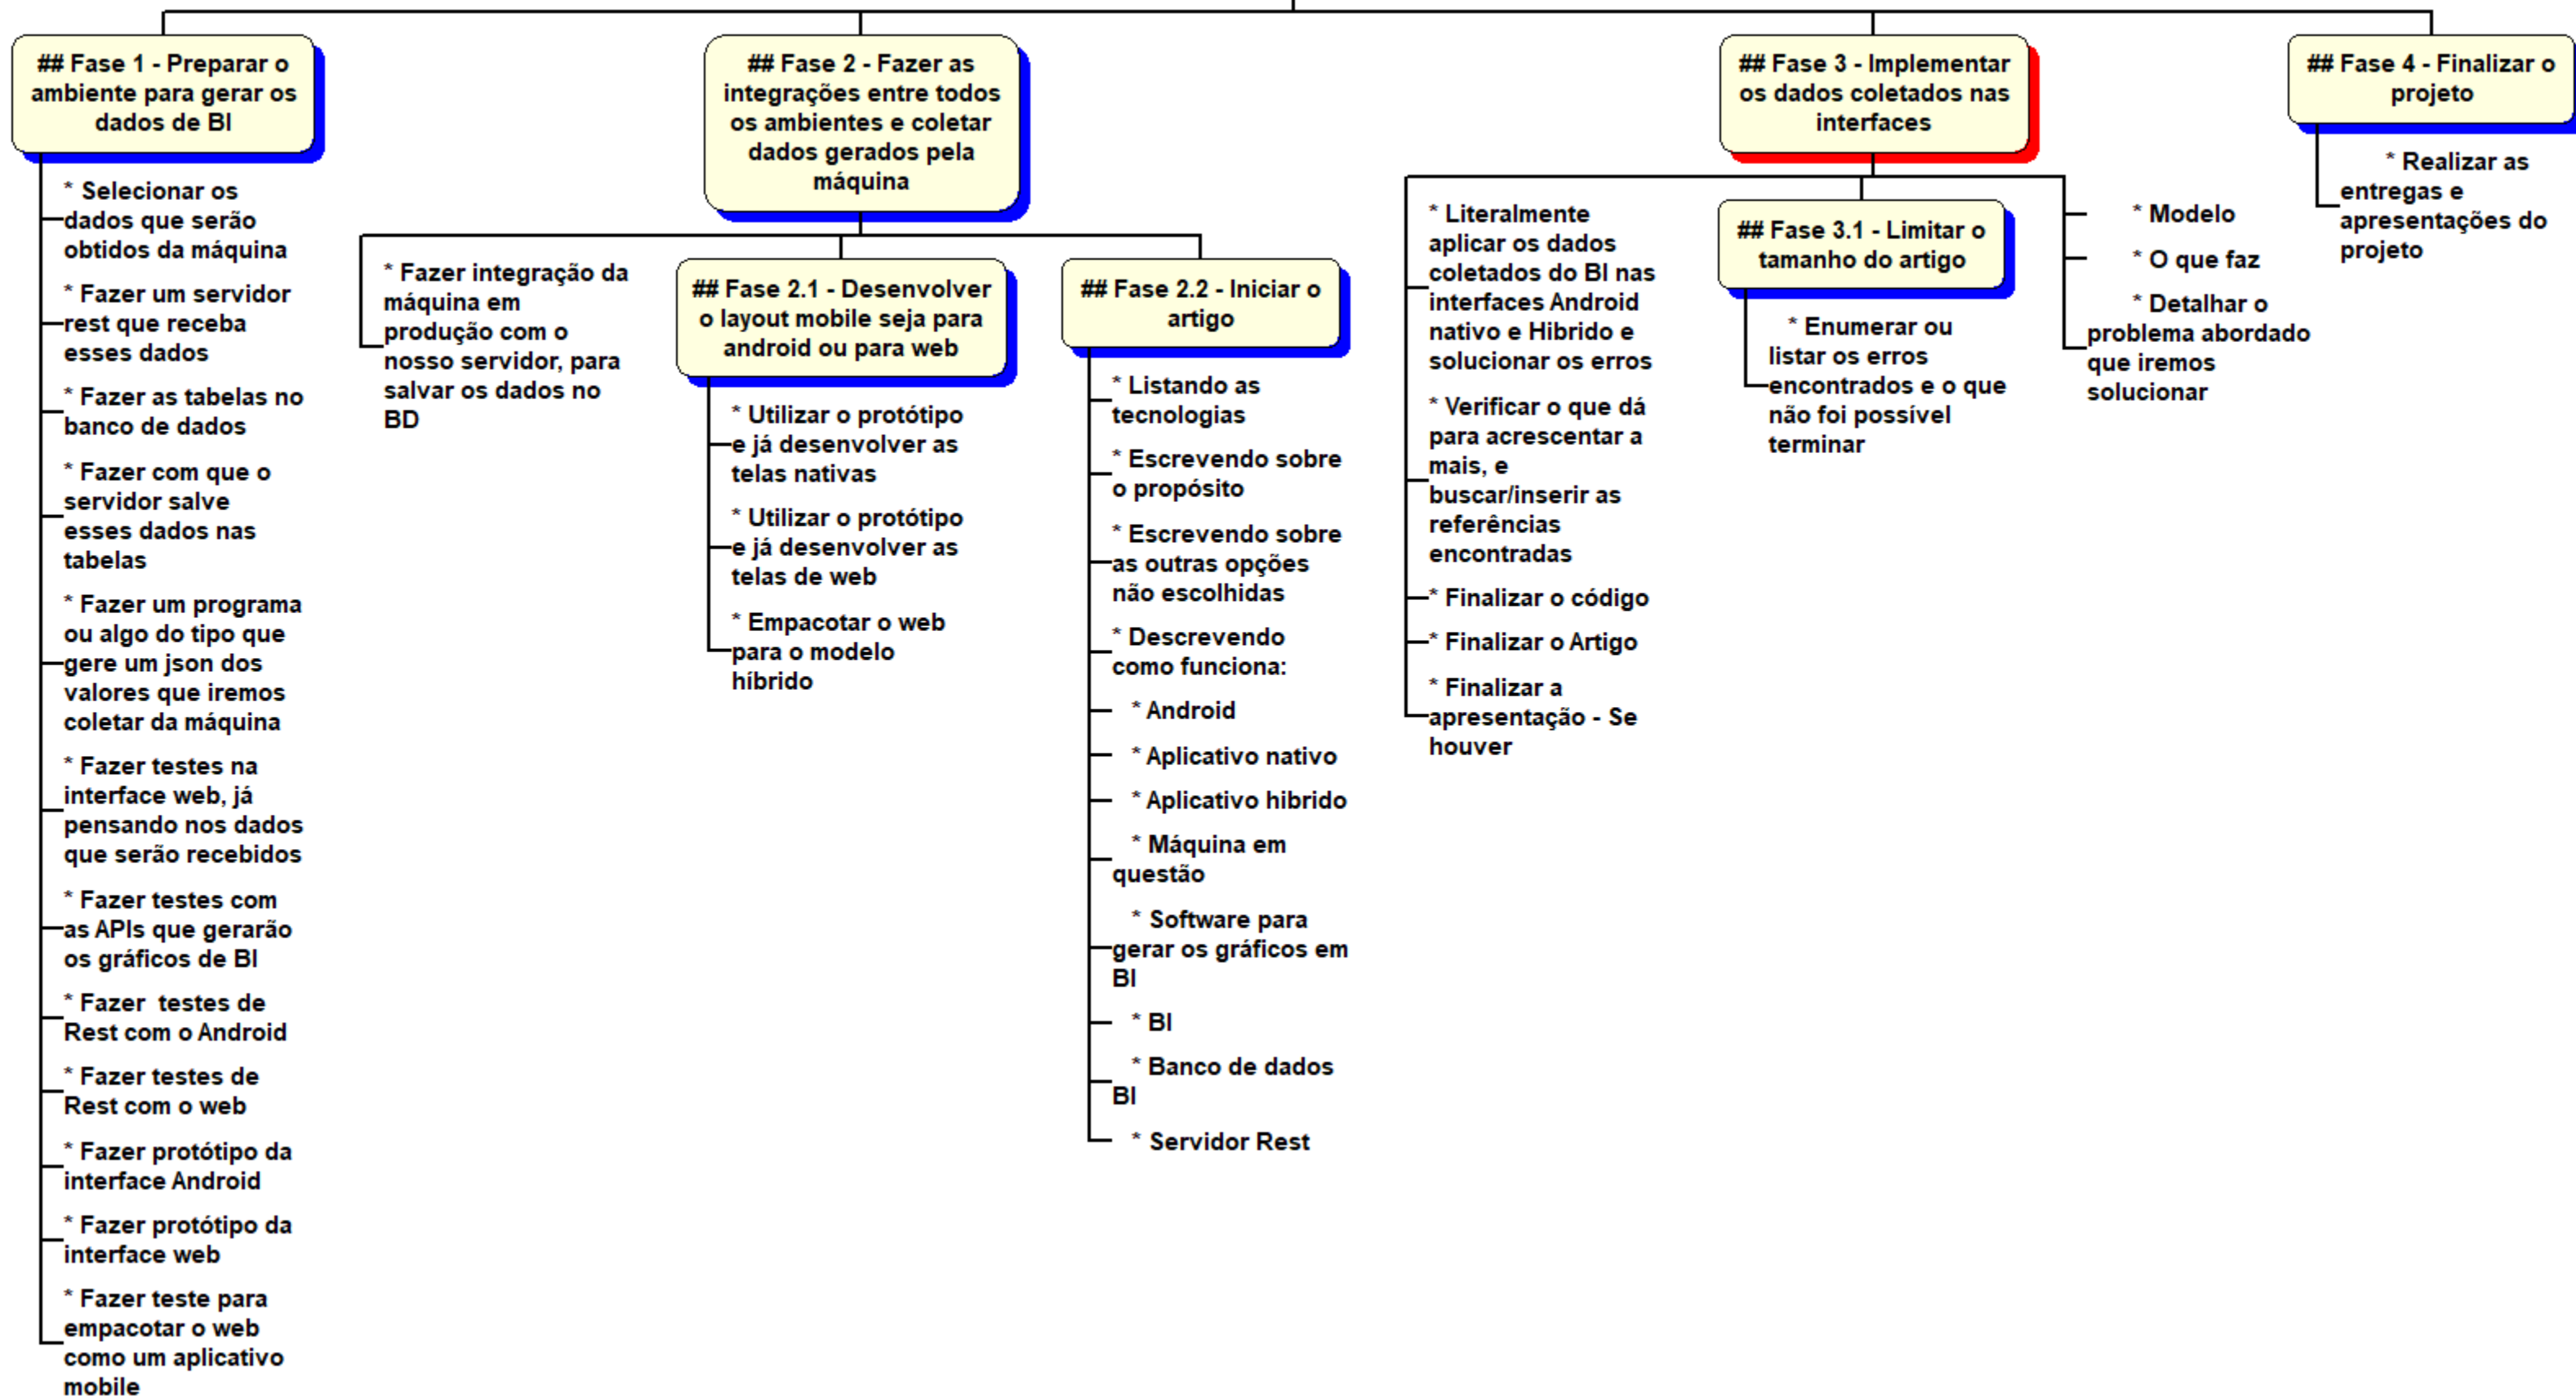 ## Fase 1 - Preparar o
ambiente para gerar os
dados de BI
* Selecionar os
dados que serão
obtidos da máquina
* Fazer um servidor
rest que receba
esses dados
* Fazer as tabelas no
banco de dados
* Fazer com que o
servidor salve
esses dados nas
tabelas
* Fazer um programa
ou algo do tipo que
gere um json dos
valores que iremos
coletar da máquina
* Fazer testes na
interface web, já
pensando nos dados
que serão recebidos
* Fazer testes com
as APIs que gerarão
os gráficos de BI
* Fazer  testes de
Rest com o Android
* Fazer testes de
Rest com o web
* Fazer protótipo da
interface Android
* Fazer protótipo da
interface web
* Fazer teste para
empacotar o web
como um aplicativo
mobile
## Fase 2 - Fazer as
integrações entre todos
os ambientes e coletar
dados gerados pela
máquina
* Fazer integração da
máquina em
produção com o
nosso servidor, para
salvar os dados no
BD
## Fase 2.1 - Desenvolver
o layout mobile seja para
android ou para web
* Utilizar o protótipo
e já desenvolver as
telas nativas
* Utilizar o protótipo
e já desenvolver as
telas de web
* Empacotar o web
para o modelo
híbrido
## Fase 2.2 - Iniciar o
artigo
* Listando as
tecnologias
* Escrevendo sobre
o propósito
* Escrevendo sobre
as outras opções
não escolhidas
* Descrevendo
como funciona:
* Android
* Aplicativo nativo
* Aplicativo hibrido
* Máquina em
questão
* Software para
gerar os gráficos em
BI
* BI
* Banco de dados
BI
* Servidor Rest
## Fase 3 - Implementar
os dados coletados nas
interfaces
* Literalmente
aplicar os dados
coletados do BI nas
interfaces Android
nativo e Hibrido e
solucionar os erros
* Verificar o que dá
para acrescentar a
mais, e
buscar/inserir as
referências
encontradas
* Finalizar o código
* Finalizar o Artigo
* Finalizar a
apresentação - Se
houver
## Fase 3.1 - Limitar o
tamanho do artigo
* Enumerar ou
listar os erros
encontrados e o que
não foi possível
terminar
* Modelo
* O que faz
* Detalhar o
problema abordado
que iremos
solucionar
## Fase 4 - Finalizar o
projeto
* Realizar as
entregas e
apresentações do
projeto